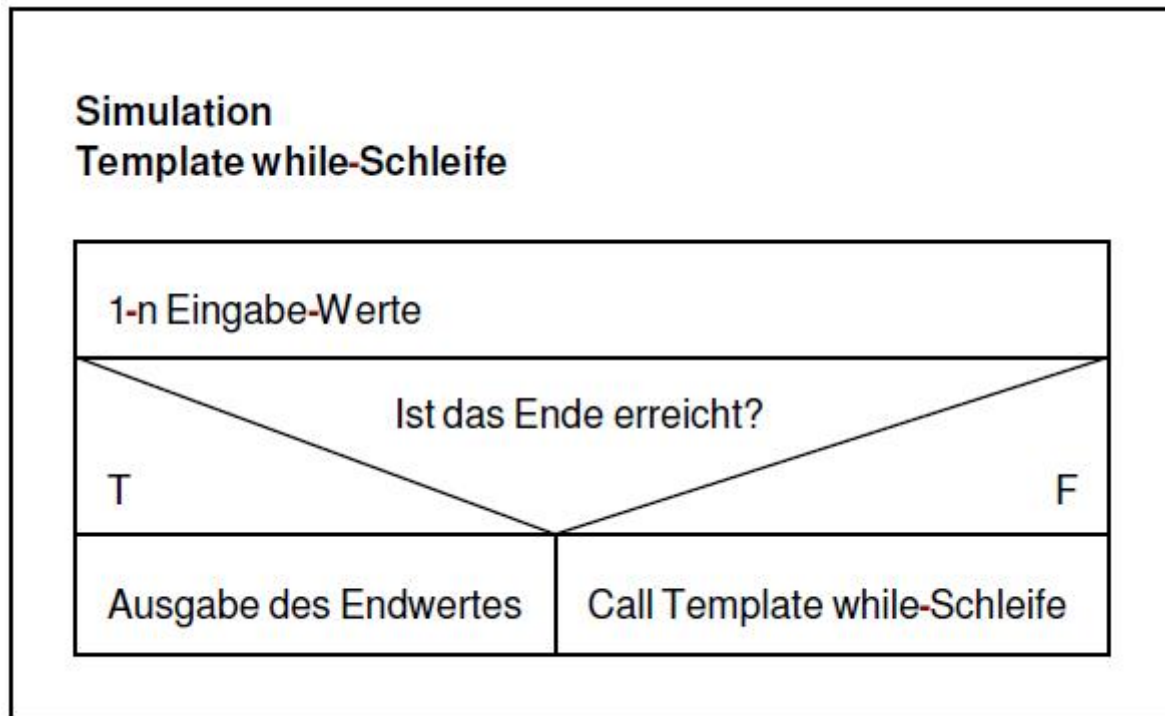 Simulation
Template while-Schleife
1-n Eingabe-Werte
Ist das Ende erreicht?
T
F
Ausgabe des Endwertes
Call Template while-Schleife